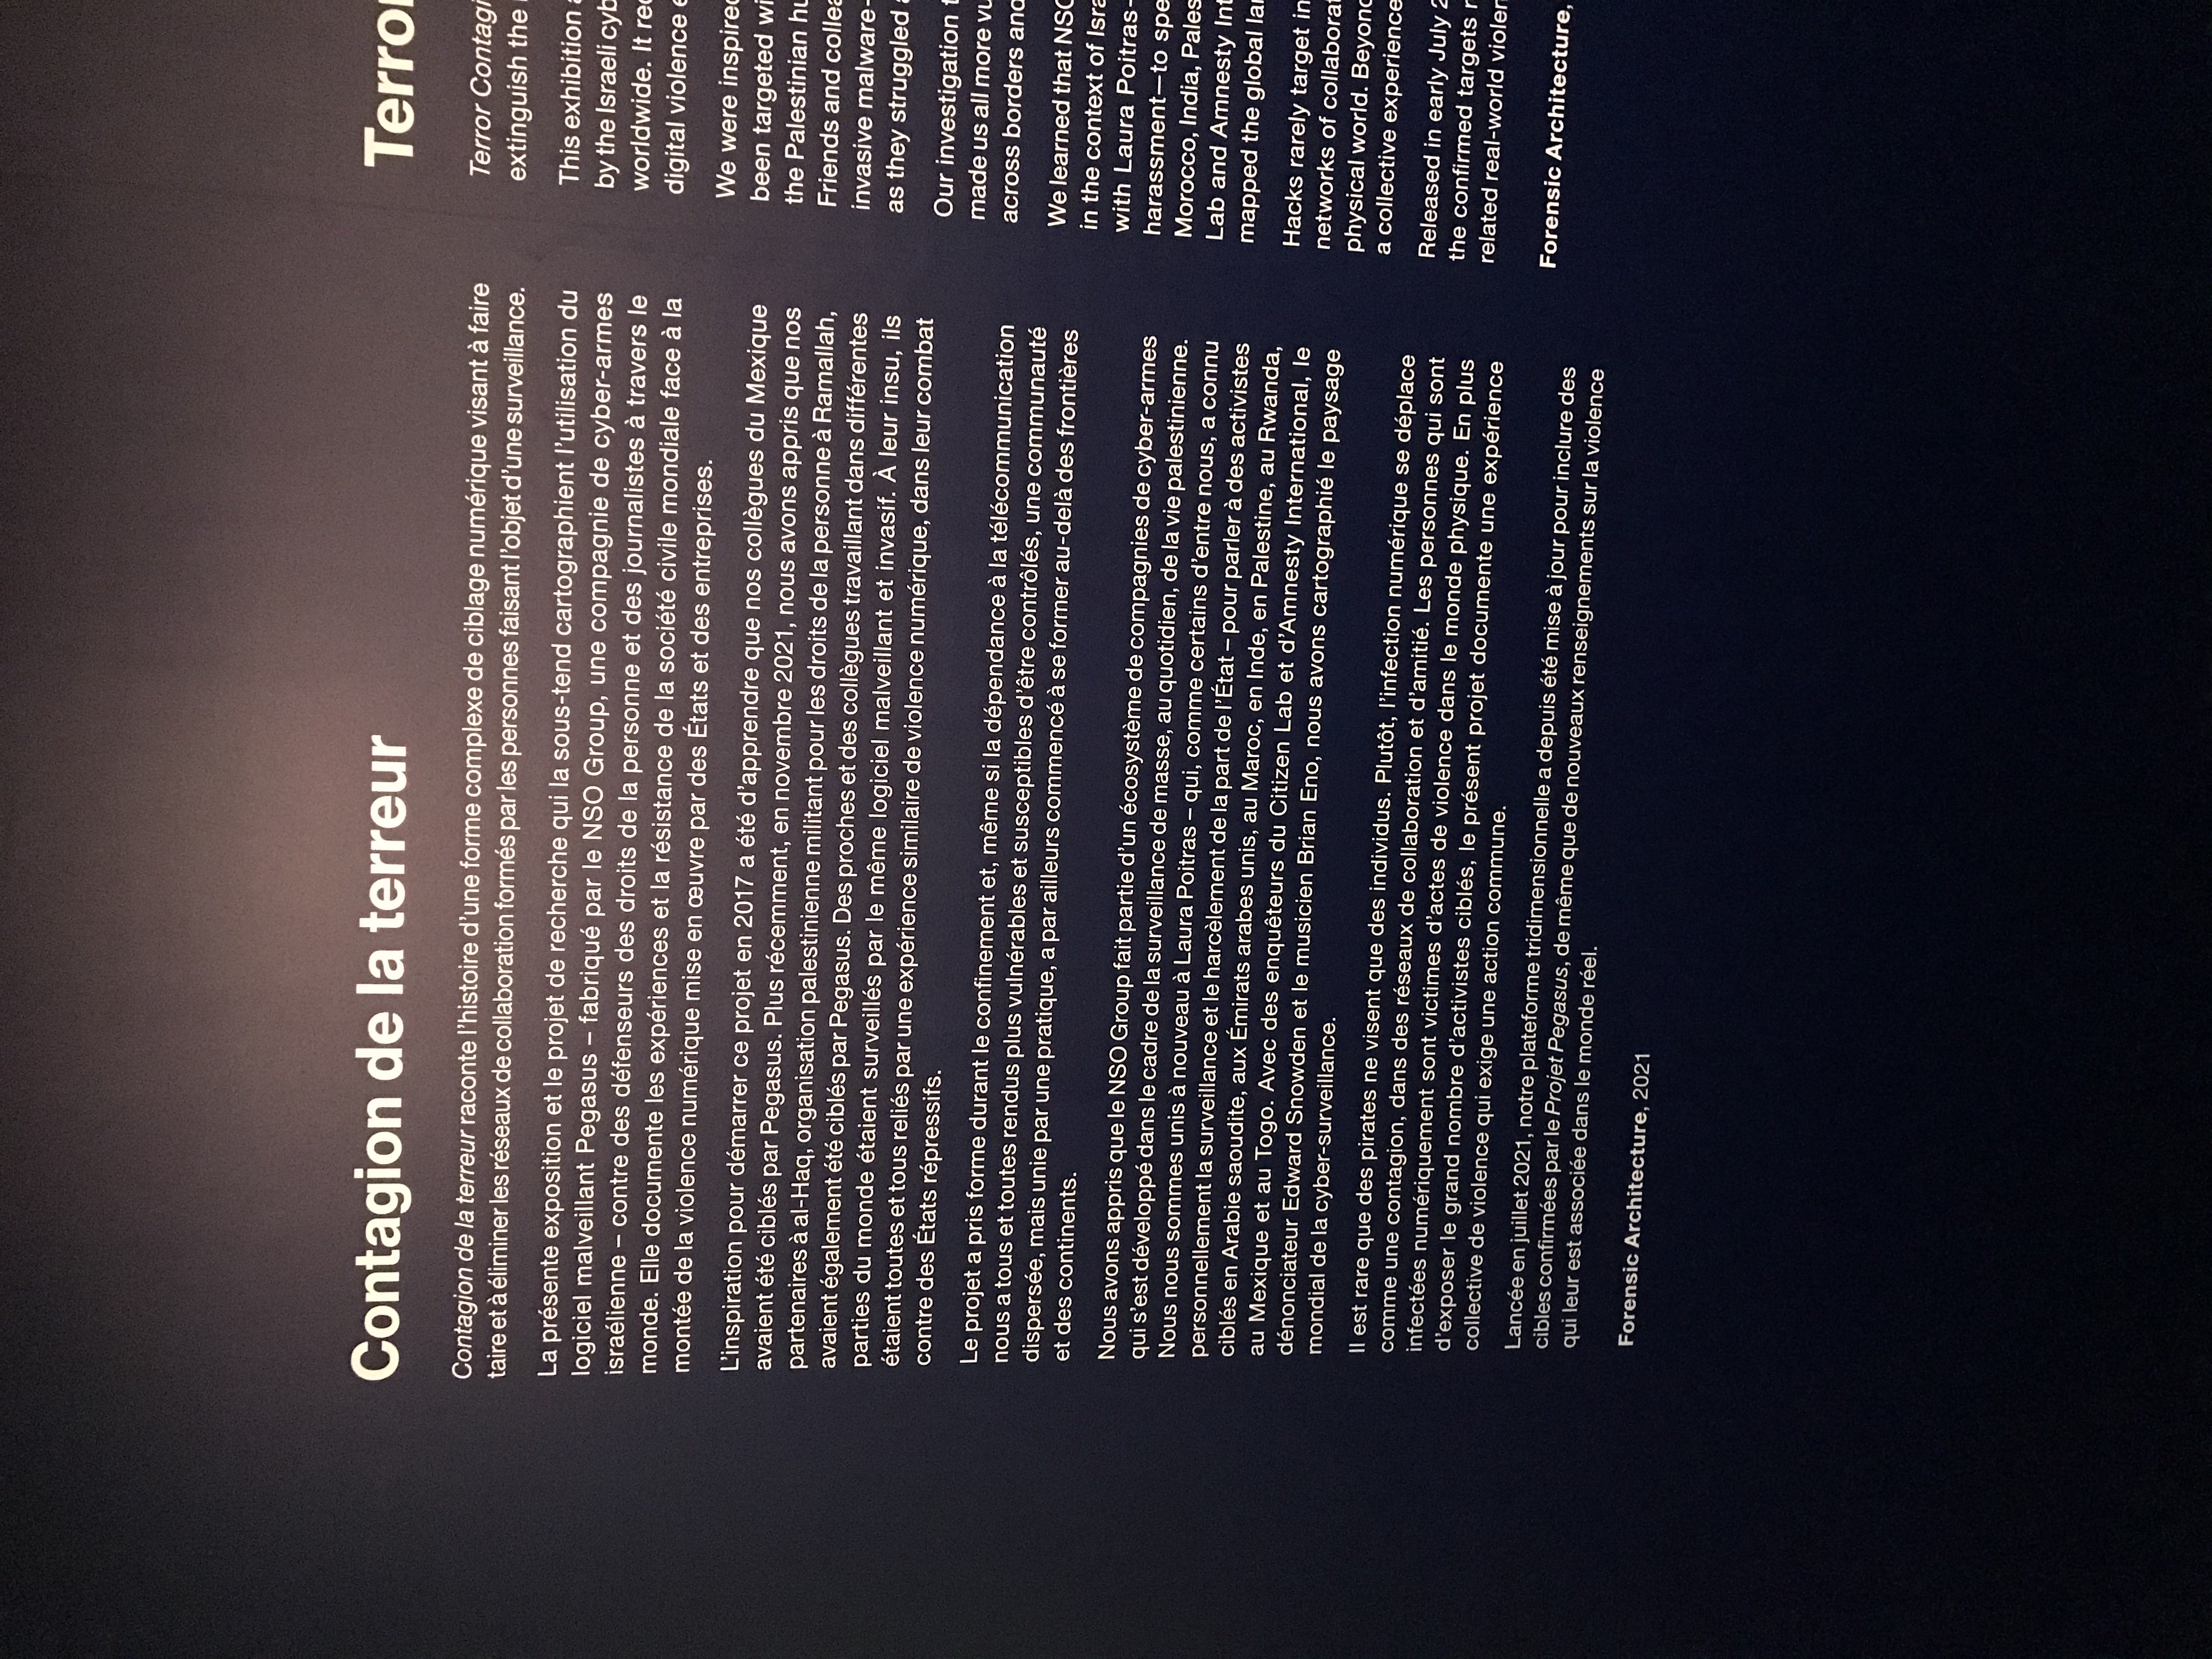 Contagion de la terreur
Contagion de la terreur raconte l'histoire d'une forme complexe de ciblage numérique visant à faire
taire et à éliminer les réseaux de collaboration formés par les personnes faisant l'objet d'une surveillance.
La présente exposition et le projet de recherche qui la sous-tend cartographient l'utilisation du
logiciel malveillant Pegasus – fabriqué par le NSO Group, une compagnie de cyber-armes
israélienne – contre des défenseurs des droits de la personne et des journalistes à travers le
monde. Elle documente les expériences et la résistance de la société civile mondiale face à la
montée de la violence numérique mise en œuvre par des États et des entreprises.
L'inspiration pour démarrer ce projet en 2017 a été d'apprendre que nos collègues du Mexique
avaient été ciblés par Pegasus. Plus récemment, en novembre 2021, nous avons appris que nos
partenaires à al-Haq, organisation palestinienne militant pour les droits de la personne à Ramallah,
avaient également été ciblés par Pegasus. Des proches et des collègues travaillant dans différentes
parties du monde étaient surveillés par le même logiciel malveillant et invasif. À leur insu, ils
étaient toutes et tous reliés par une expérience similaire de violence numérique, dans leur combat
contre des États répressifs.
Le projet a pris forme durant le confinement et, même si la dépendance à la télécommunication
nous a tous et toutes rendus plus vulnérables et susceptibles d'être contrôlés, une communauté
dispersée, mais unie par une pratique, a par ailleurs commencé à se former au-delà des frontières
et des continents.
Nous avons appris que le NSO Group fait partie d'un écosystème de compagnies de cyber-armes
qui s'est développé dans le cadre de la surveillance de masse, au quotidien, de la vie palestinienne.
Nous nous sommes unis à nouveau à Laura Poitras – qui, comme certains d'entre nous, a connu
personnellement la surveillance et le harcèlement de la part de l'État – pour parler à des activistes
ciblés en Arabie saoudite, aux Émirats arabes unis, au Maroc, en Inde, en Palestine, au Rwanda,
au Mexique et au Togo. Avec des enquêteurs du Citizen Lab et d'Amnesty International, le
dénonciateur Edward Snowden et le musicien Brian Eno, nous avons cartographié le paysage
mondial de la cyber-surveillance.
Il est rare que des pirates ne visent que des individus. Plutôt, l'infection numérique se déplace
comme une contagion, dans des réseaux de collaboration et d'amitié. Les personnes qui sont
infectées numériquement sont victimes d'actes de violence dans le monde physique. En plus
d'exposer le grand nombre d'activistes ciblés, le présent projet documente une expérience
collective de violence qui exige une action commune.
Lancée en juillet 2021, notre plateforme tridimensionnelle a depuis été mise à jour pour inclure des
cibles confirmées par le Projet Pegasus, de même que de nouveaux renseignements sur la violence
qui leur est associée dans le monde réel.
Forensic Architecture, 2021
Terror
Terror Contagi
extinguish the
This exhibition a
by the Israeli cyb
worldwide. It rec
digital violence e
We were inspired
been targeted wi
the Palestinian hu
Friends and collea
invasive malware–
as they struggled a
Our investigation t
made us all more vu
across borders and
We learned that NSO
in the context of Isra
with Laura Poitras–
harassment—to spe
Morocco, India, Pales
Lab and Amnesty Int
mapped the global lan
Hacks rarely target in
networks of collaborat
physical world. Beyond
a collective experience
Released in early July 2
the confirmed targets r
related real-world violen
Forensic Architecture,